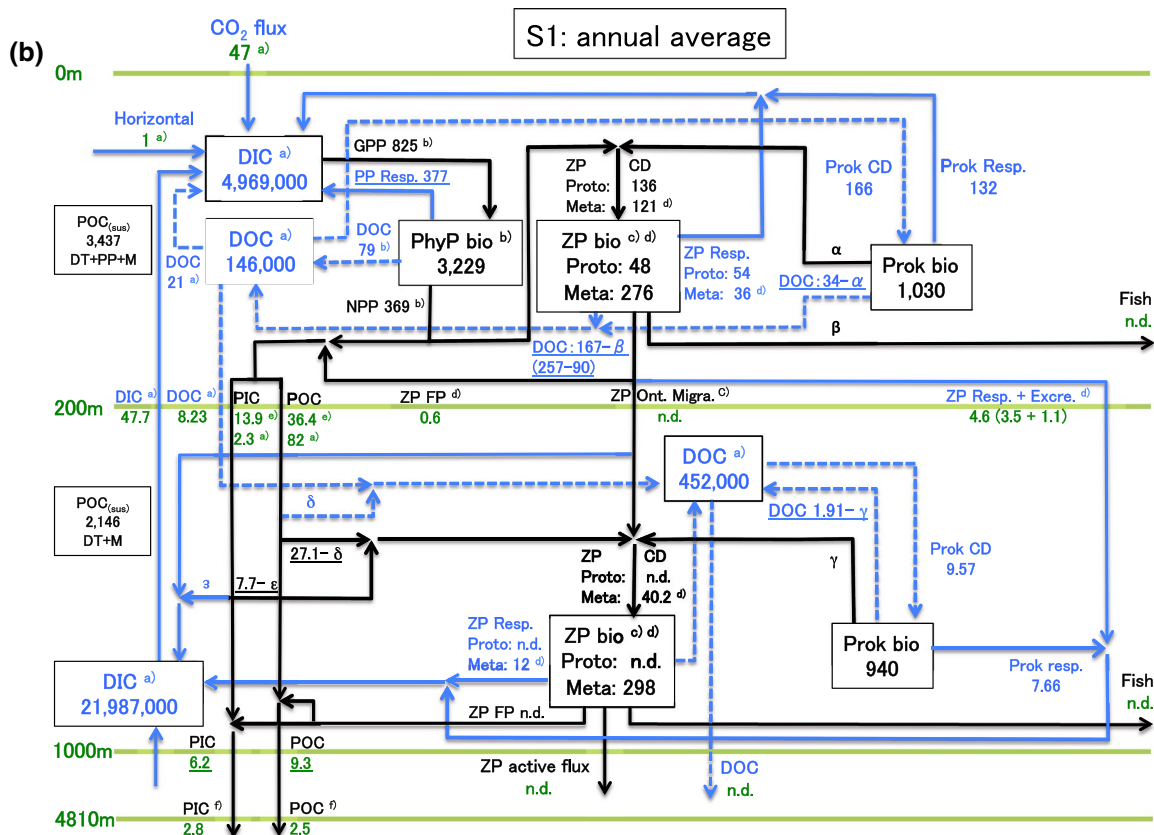 (b)
CO2 flux
47 a)
S1: annual average
0m
Horizontal
1 a)
DIC a)
4,969,000
GPP 825 b)
PP Resp. 377
ZP CD
Proto: 136
Meta: 121 d)
Prok CD
166
Prok Resp.
132
POC(sus)
3,437
DT+PP+M
DOC a)
146,000
DOC
79 b)
PhyP bio b)
3,229
ZP bio c) d)
Proto: 48
Meta: 276
ZP Resp.
Proto: 54
Meta: 36 d)
α
DOC:34-α
Prok bio
1,030
DOC
21 a)
NPP 369 b)
β
DOC:167-β
(257-90)
Fish
n.d.
DIC a)
47.7
DOC a)
8.23
PIC
13.9 e)
2.3 a)
POC
36.4 e)
82 a)
ZP FP d)
0.6
ZP Ont. Migra. C)
n.d.
ZP Resp. + Excre. d)
4.6 (3.5 + 1.1)
200m
DOC a)
452,000
POC(sus)
2,146
DT+M
δ
DOC 1.91-γ
Prok CD
9.57
27.1- δ
γ
ε
7.7- ε
ZP CD
Proto: n.d.
Meta: 40.2 d)
ZP bio c) d)
Proto: n.d.
Meta: 298
ZP Resp.
Proto: n.d.
Meta: 12 d)
Prok bio
940
Prok resp.
7.66
DIC a)
21,987,000
ZP FP n.d.
Fish
n.d.
1000m
PIC
6.2
POC
9.3
ZP active flux
n.d.
DOC
n.d.
PIC f)
2.8
POC f)
2.5
4810m